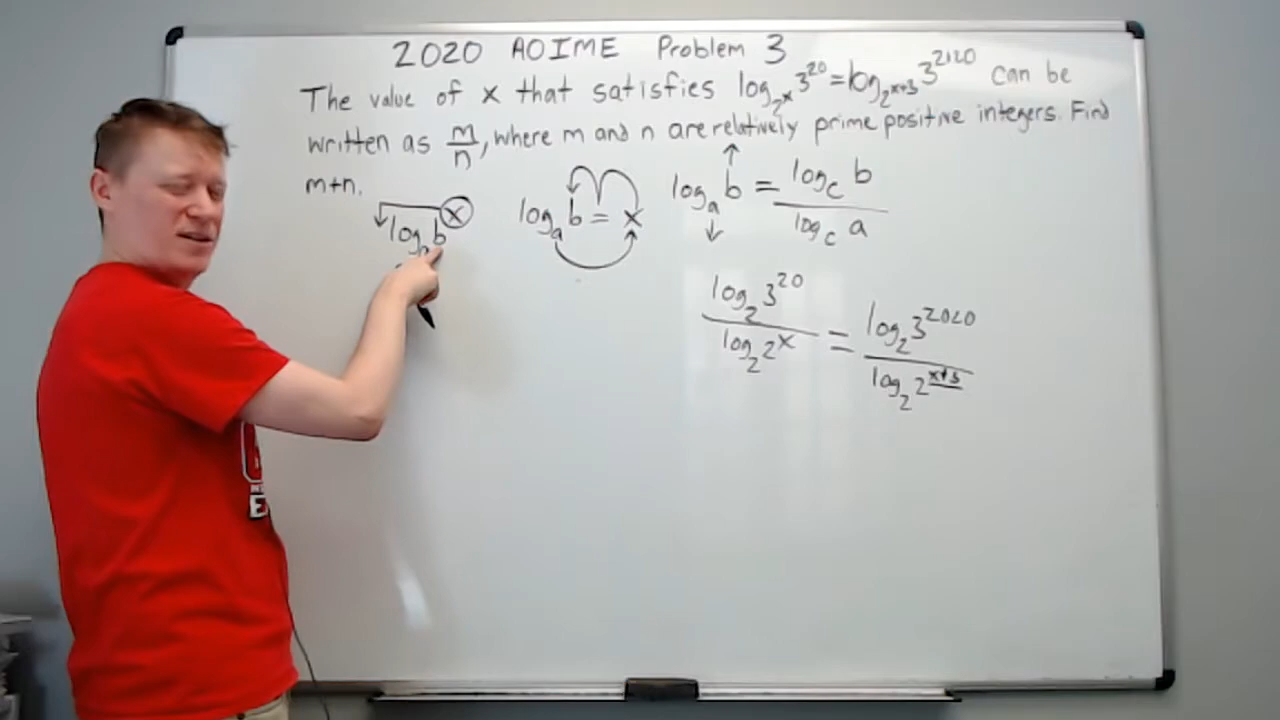 2020 AOIME Problem 3
The value of x that satisfies log_{2^x} 3^{20} = log_{2^{x+3}} 3^{2020} can be
written as m/n, where m and n are relatively prime positive integers. Find
m+n.
log b^x
log_a b = x
log_a b = log_c b / log_c a
log_2 3^{20} / log_2 2^x = log_2 3^{2020} / log_2 2^{x+3}